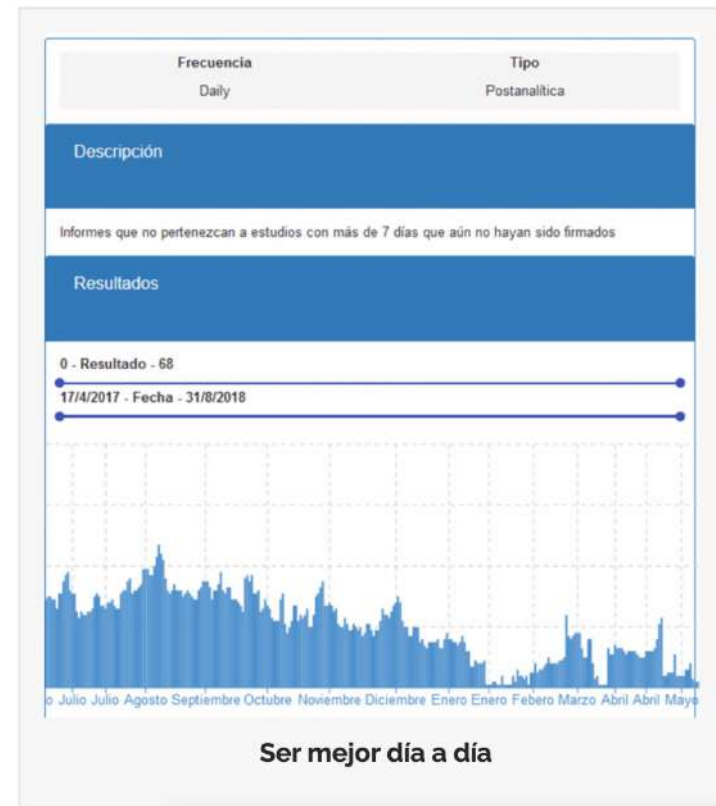 Frecuencia Tipo
Daily Postanalítica
Descripción
Informes que no pertenezcan a estudios con más de 7 días que aún no hayan sido firmados
Resultados
0 - Resultado - 68
17/4/2017 - Fecha - 31/8/2018
o Julio Julio Agosto Septiembre Octubre Noviembre Diciembre Enero Enero Febero Marzo Abril Abril Mayo
Ser mejor día a día